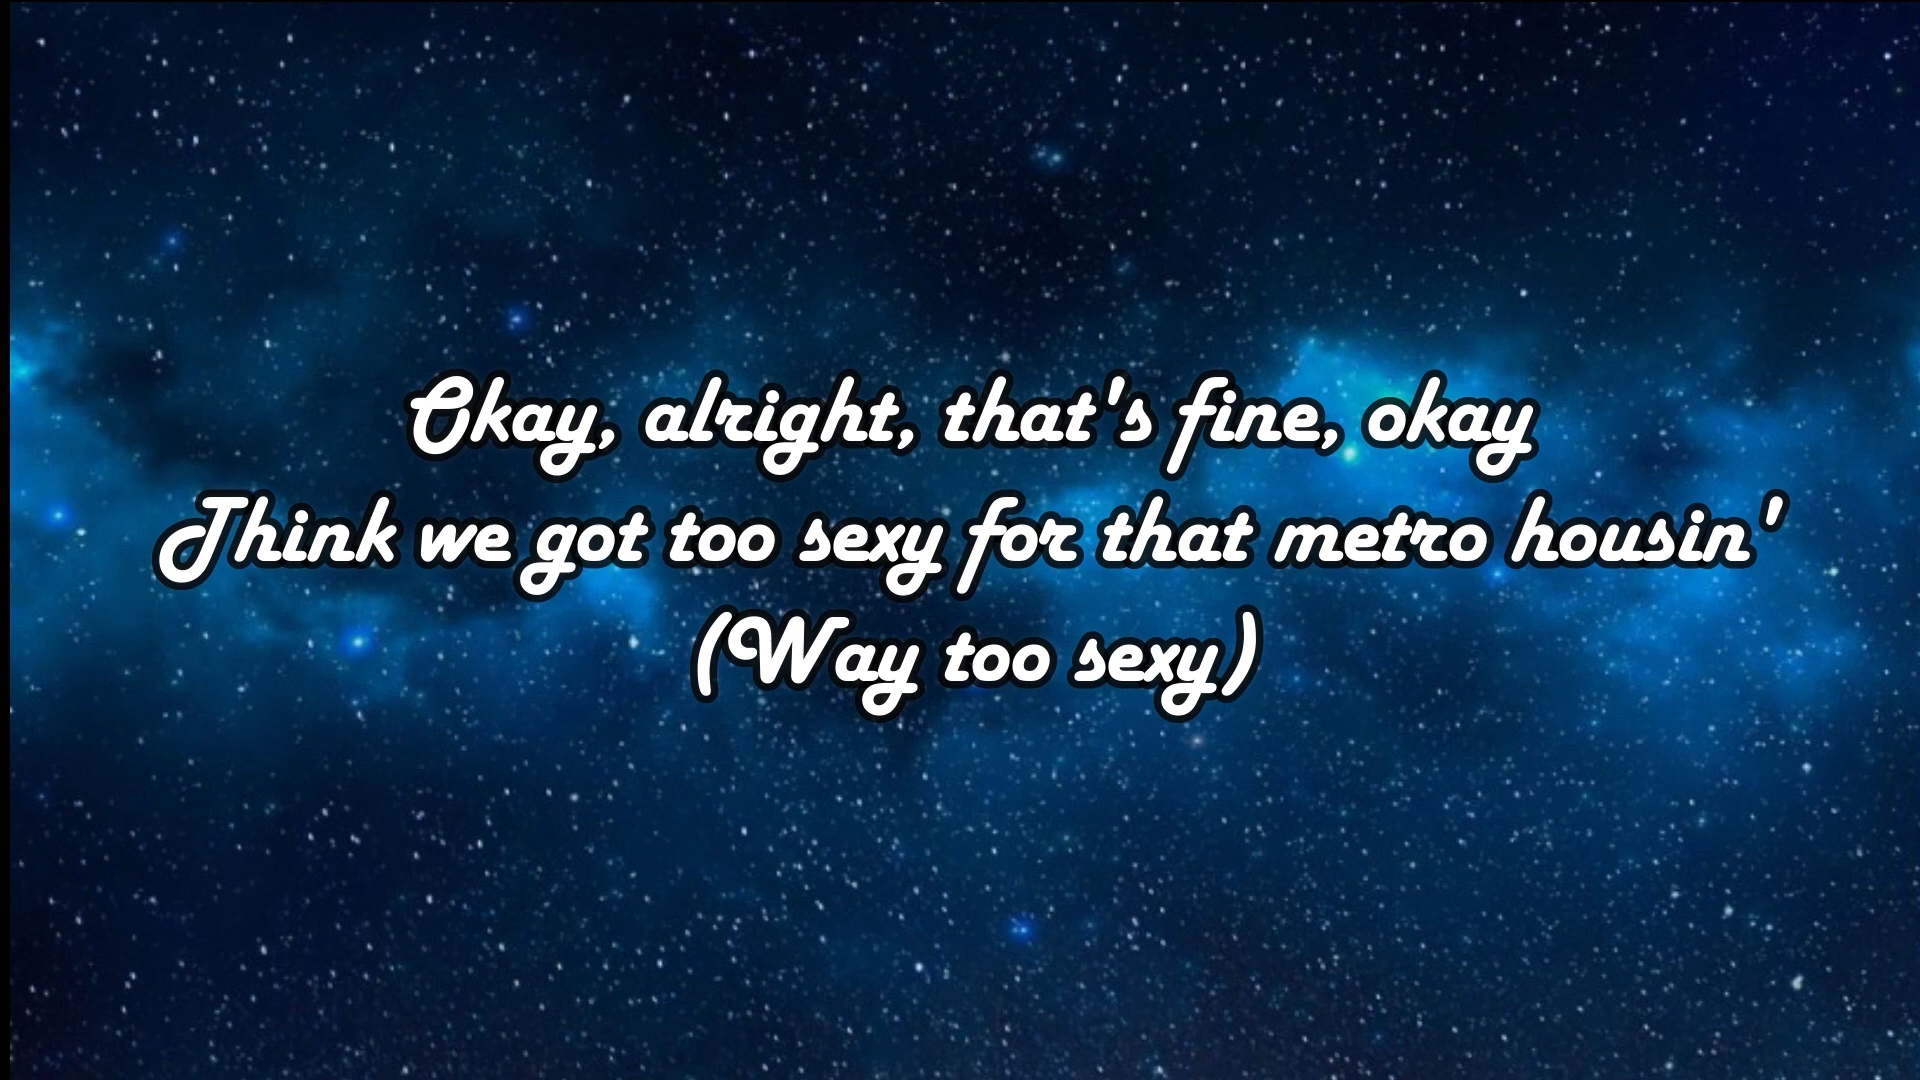 Okay, alright, that's fine, okay
Think we got too sexy for that metro housin'
(Way too sexy)